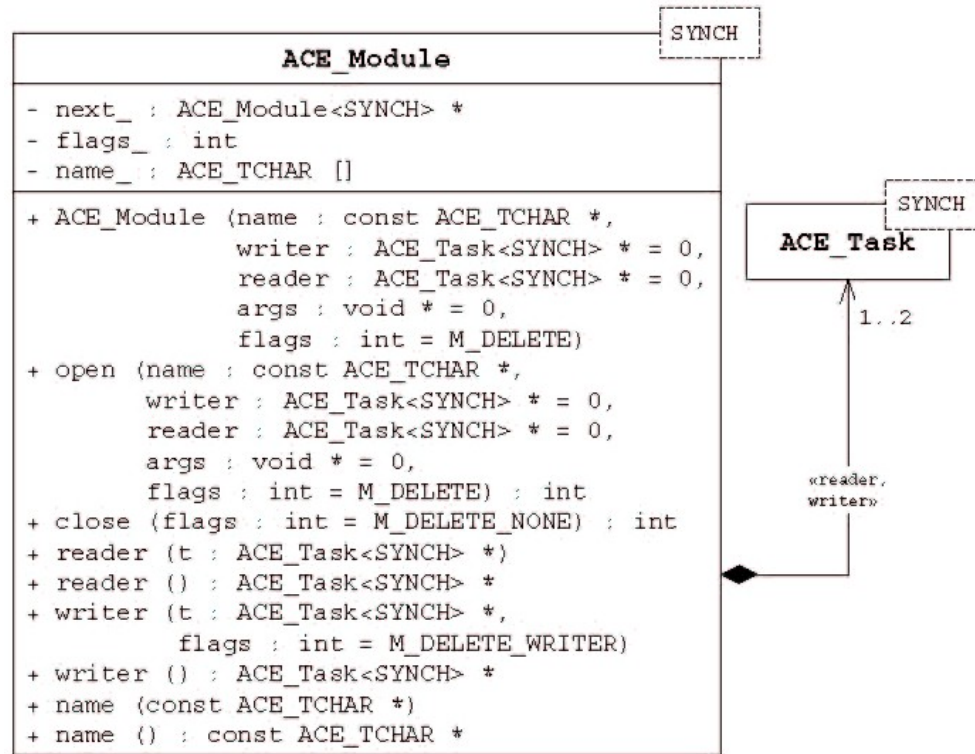 SYNCH
ACE_Module
- next_ : ACE_Module<SYNCH> *
- flags_ : int
- name_ : ACE_TCHAR []
+ ACE_Module (name : const ACE_TCHAR *,
writer : ACE_Task<SYNCH> * = 0,
reader : ACE_Task<SYNCH> * = 0,
args : void * = 0,
flags : int = M_DELETE)
+ open (name : const ACE_TCHAR *,
writer : ACE_Task<SYNCH> * = 0,
reader : ACE_Task<SYNCH> * = 0,
args : void * = 0,
flags : int = M_DELETE) : int
+ close (flags : int = M_DELETE_NONE) : int
+ reader (t : ACE_Task<SYNCH> *)
+ reader () : ACE_Task<SYNCH> *
+ writer (t : ACE_Task<SYNCH> *,
flags : int = M_DELETE_WRITER)
+ writer () : ACE_Task<SYNCH> *
+ name (const ACE_TCHAR *)
+ name () : const ACE_TCHAR *
SYNCH
ACE_Task
1..2
«reader,
writer»